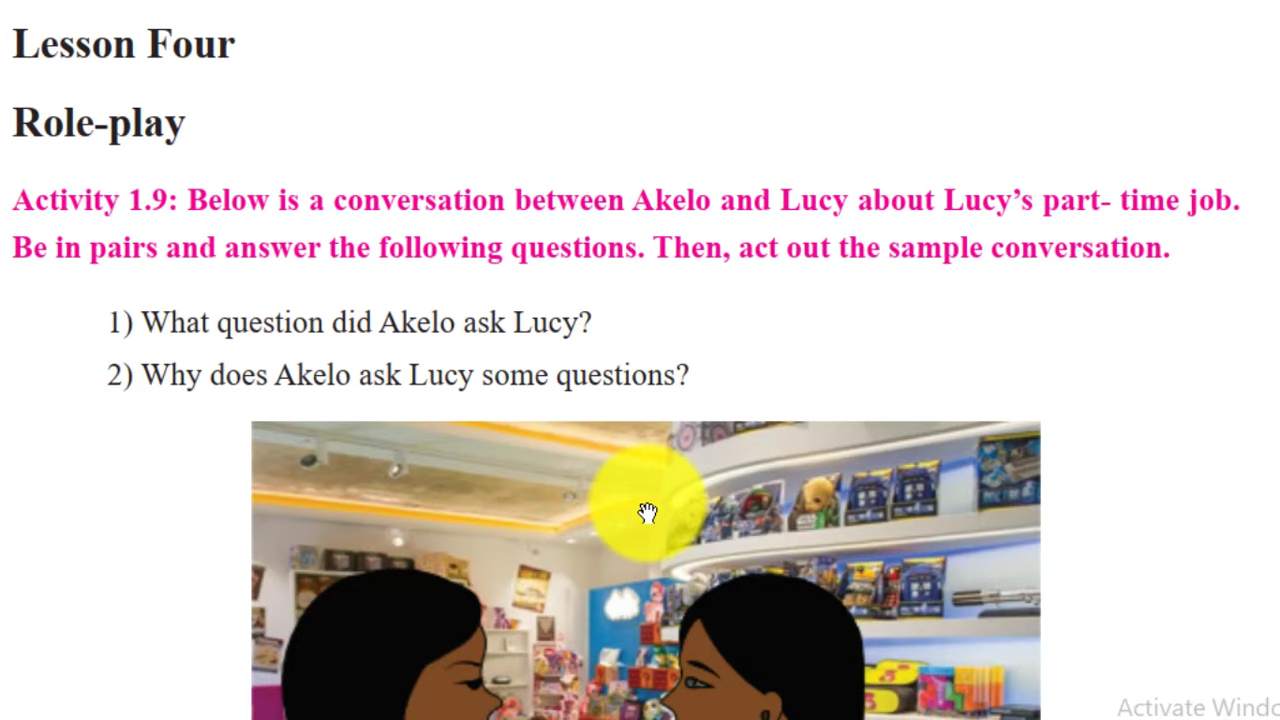 Lesson Four
Role-play
Activity 1.9: Below is a conversation between Akelo and Lucy about Lucy’s part- time job.
Be in pairs and answer the following questions. Then, act out the sample conversation.
1) What question did Akelo ask Lucy?
2) Why does Akelo ask Lucy some questions?
Activate